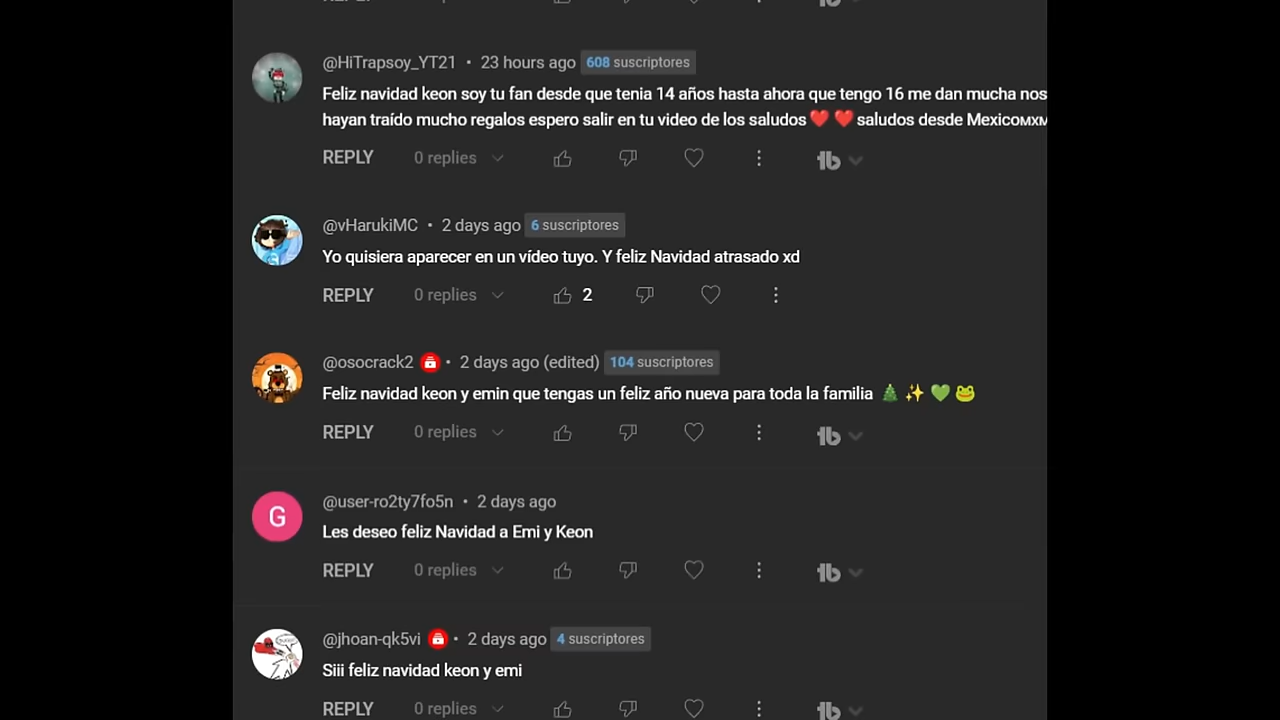 @HiTrapsoy_YT21 • 23 hours ago 608 suscriptores
Feliz navidad keon soy tu fan desde que tenia 14 años hasta ahora que tengo 16 me dan mucha nos
hayan traído mucho regalos espero salir en tu video de los saludos❤️ ❤️ saludos desde Mexico
REPLY 0 replies
@vHarukiMC • 2 days ago 6 suscriptores
Yo quisiera aparecer en un vídeo tuyo. Y feliz Navidad atrasado xd
REPLY 0 replies 2
@osocrack2 • 2 days ago (edited) 104 suscriptores
Feliz navidad keon y emin que tengas un feliz año nueva para toda la familia 🎄 ✨ 💚 🐸
REPLY 0 replies
G
@user-ro2ty7fo5n • 2 days ago
Les deseo feliz Navidad a Emi y Keon
REPLY 0 replies
@jhoan-qk5vi • 2 days ago 4 suscriptores
Siii feliz navidad keon y emi
REPLY 0 replies